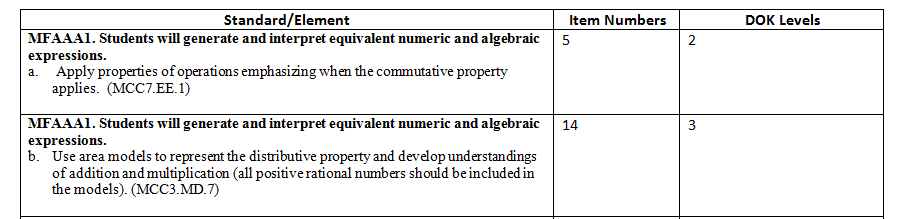 Standard/Element Item Numbers DOK Levels
MFAAA1. Students will generate and interpret equivalent numeric and algebraic 5 2
expressions.
a. Apply properties of operations emphasizing when the commutative property
applies. (MCC7.EE.1)
MFAAA1. Students will generate and interpret equivalent numeric and algebraic 14 3
expressions.
b. Use area models to represent the distributive property and develop understandings
of addition and multiplication (all positive rational numbers should be included in
the models). (MCC3.MD.7)